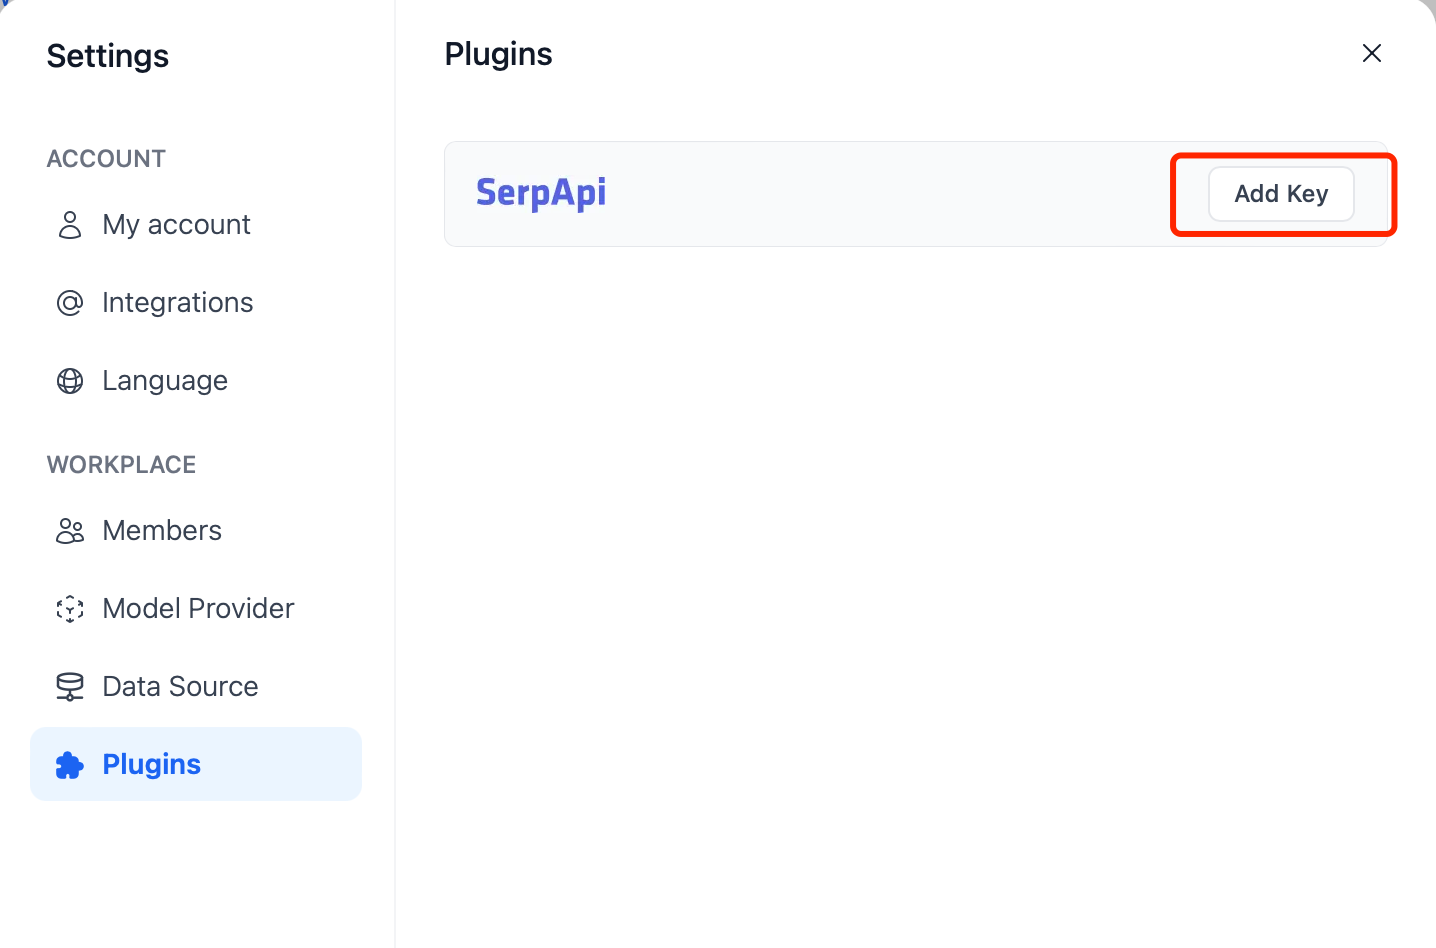 Settings
ACCOUNT
My account
Integrations
Language
WORKPLACE
Members
Model Provider
Data Source
Plugins
Plugins
SerpApi
Add Key